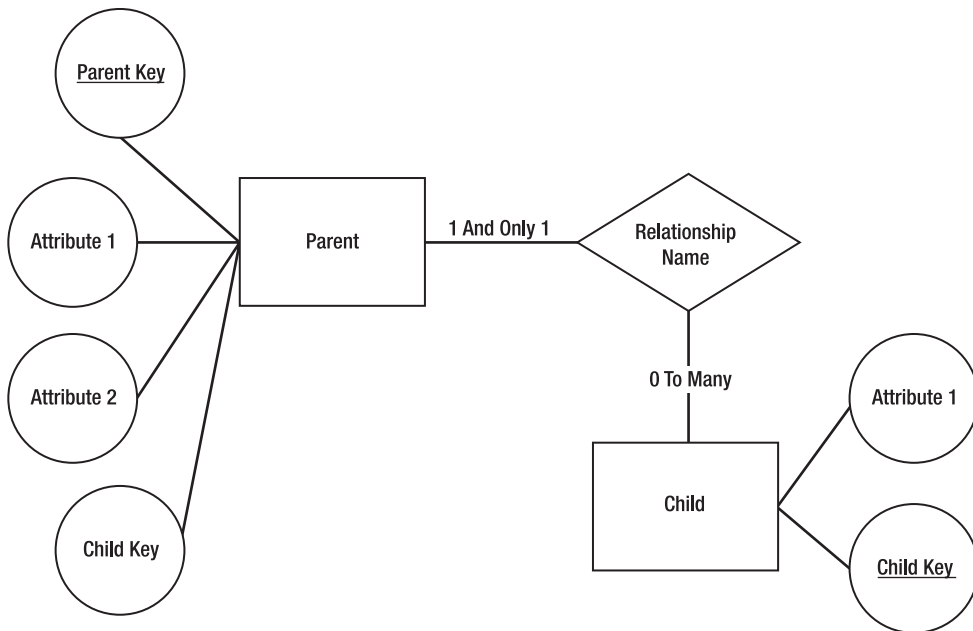 Parent Key
Attribute 1
Parent
1 And Only 1
Relationship
Name
Attribute 2
0 To Many
Attribute 1
Child Key
Child
Child Key